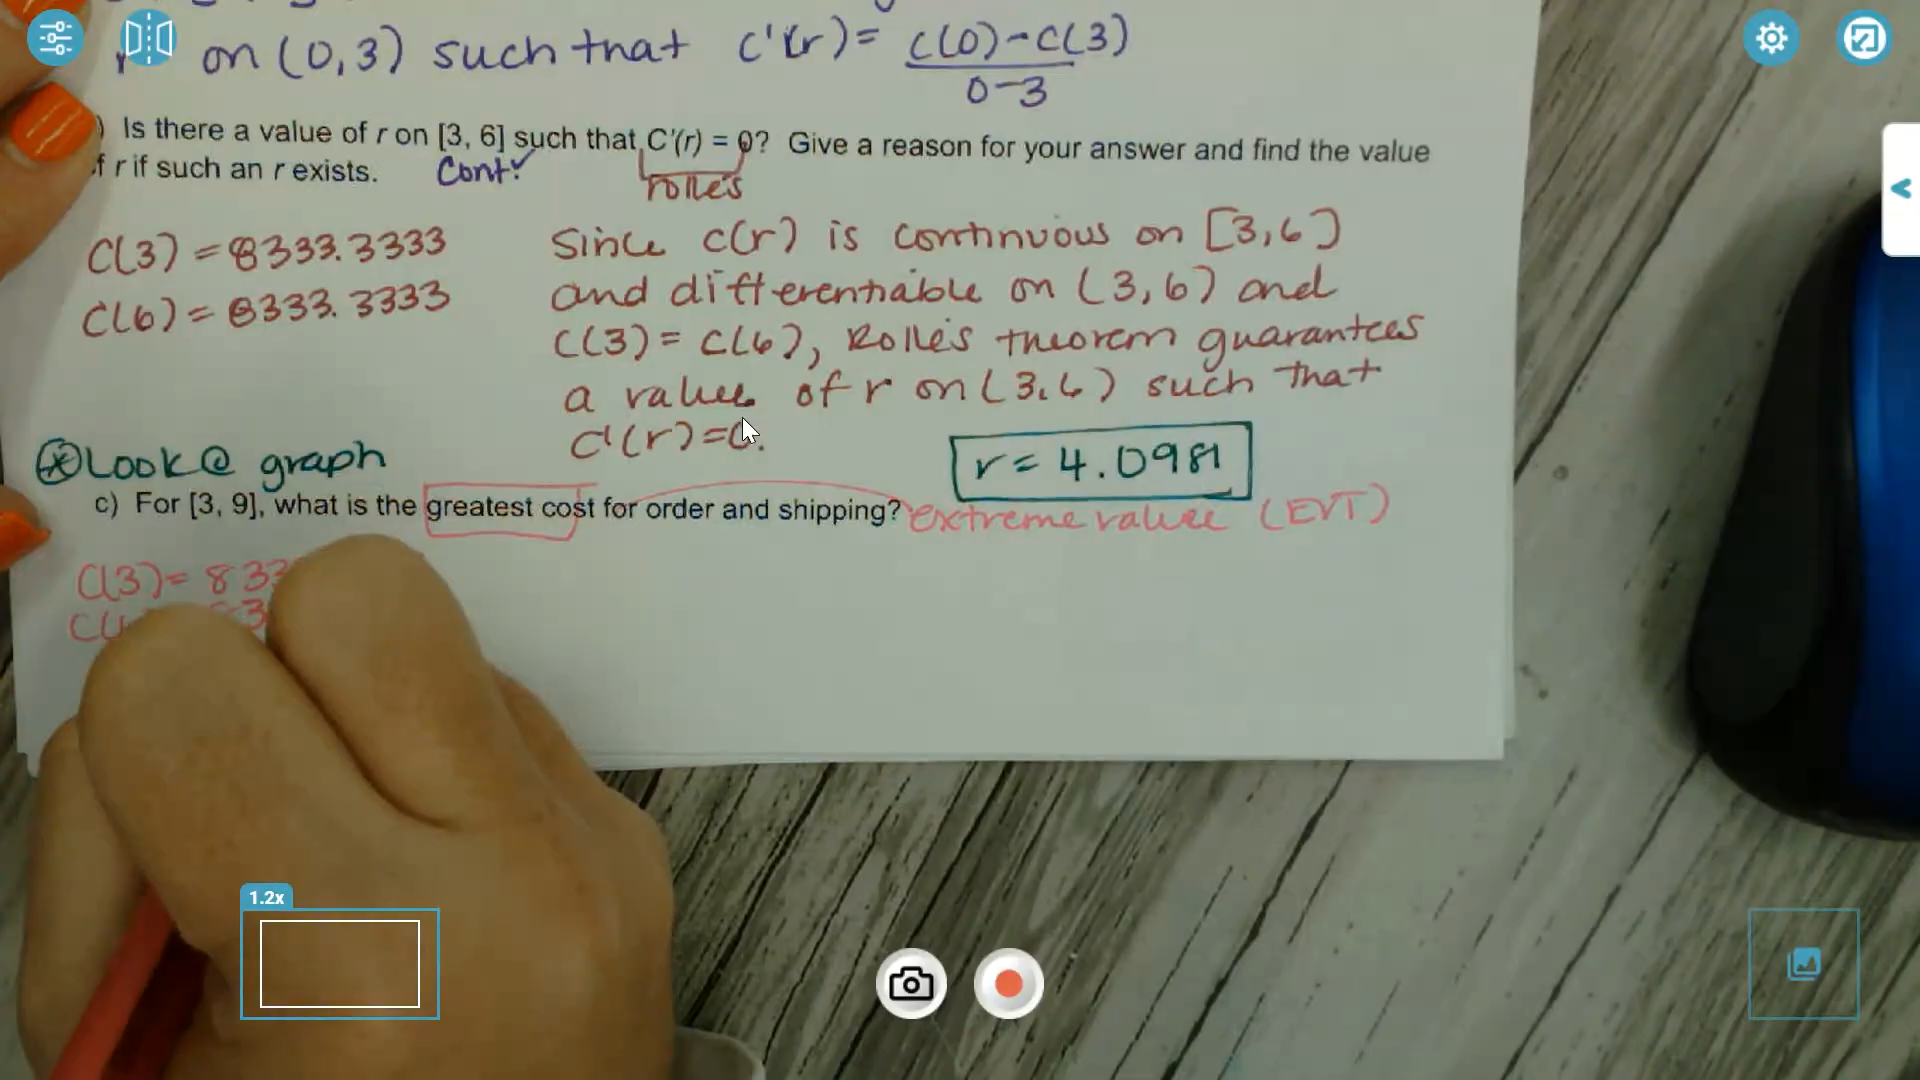 on (0,3) such that C'(r) = C(0)-C(3)
0-3
) Is there a value of r on [3, 6] such that C'(r) = 0? Give a reason for your answer and find the value
f r if such an r exists. Cont. ✓ rolle's
C(3) = 8333.3333
C(6) = 8333.3333
Since c(r) is continuous on [3,6]
and differentiable on (3,6) and
C(3) = C(6), Rolle's theorem guarantees
a value of r on (3,6) such that
C'(r)=0.
r = 4.0981
* Look @ graph
c) For [3, 9], what is the greatest cost for order and shipping? extreme value (EVT)
C(3) = 833
1.2x